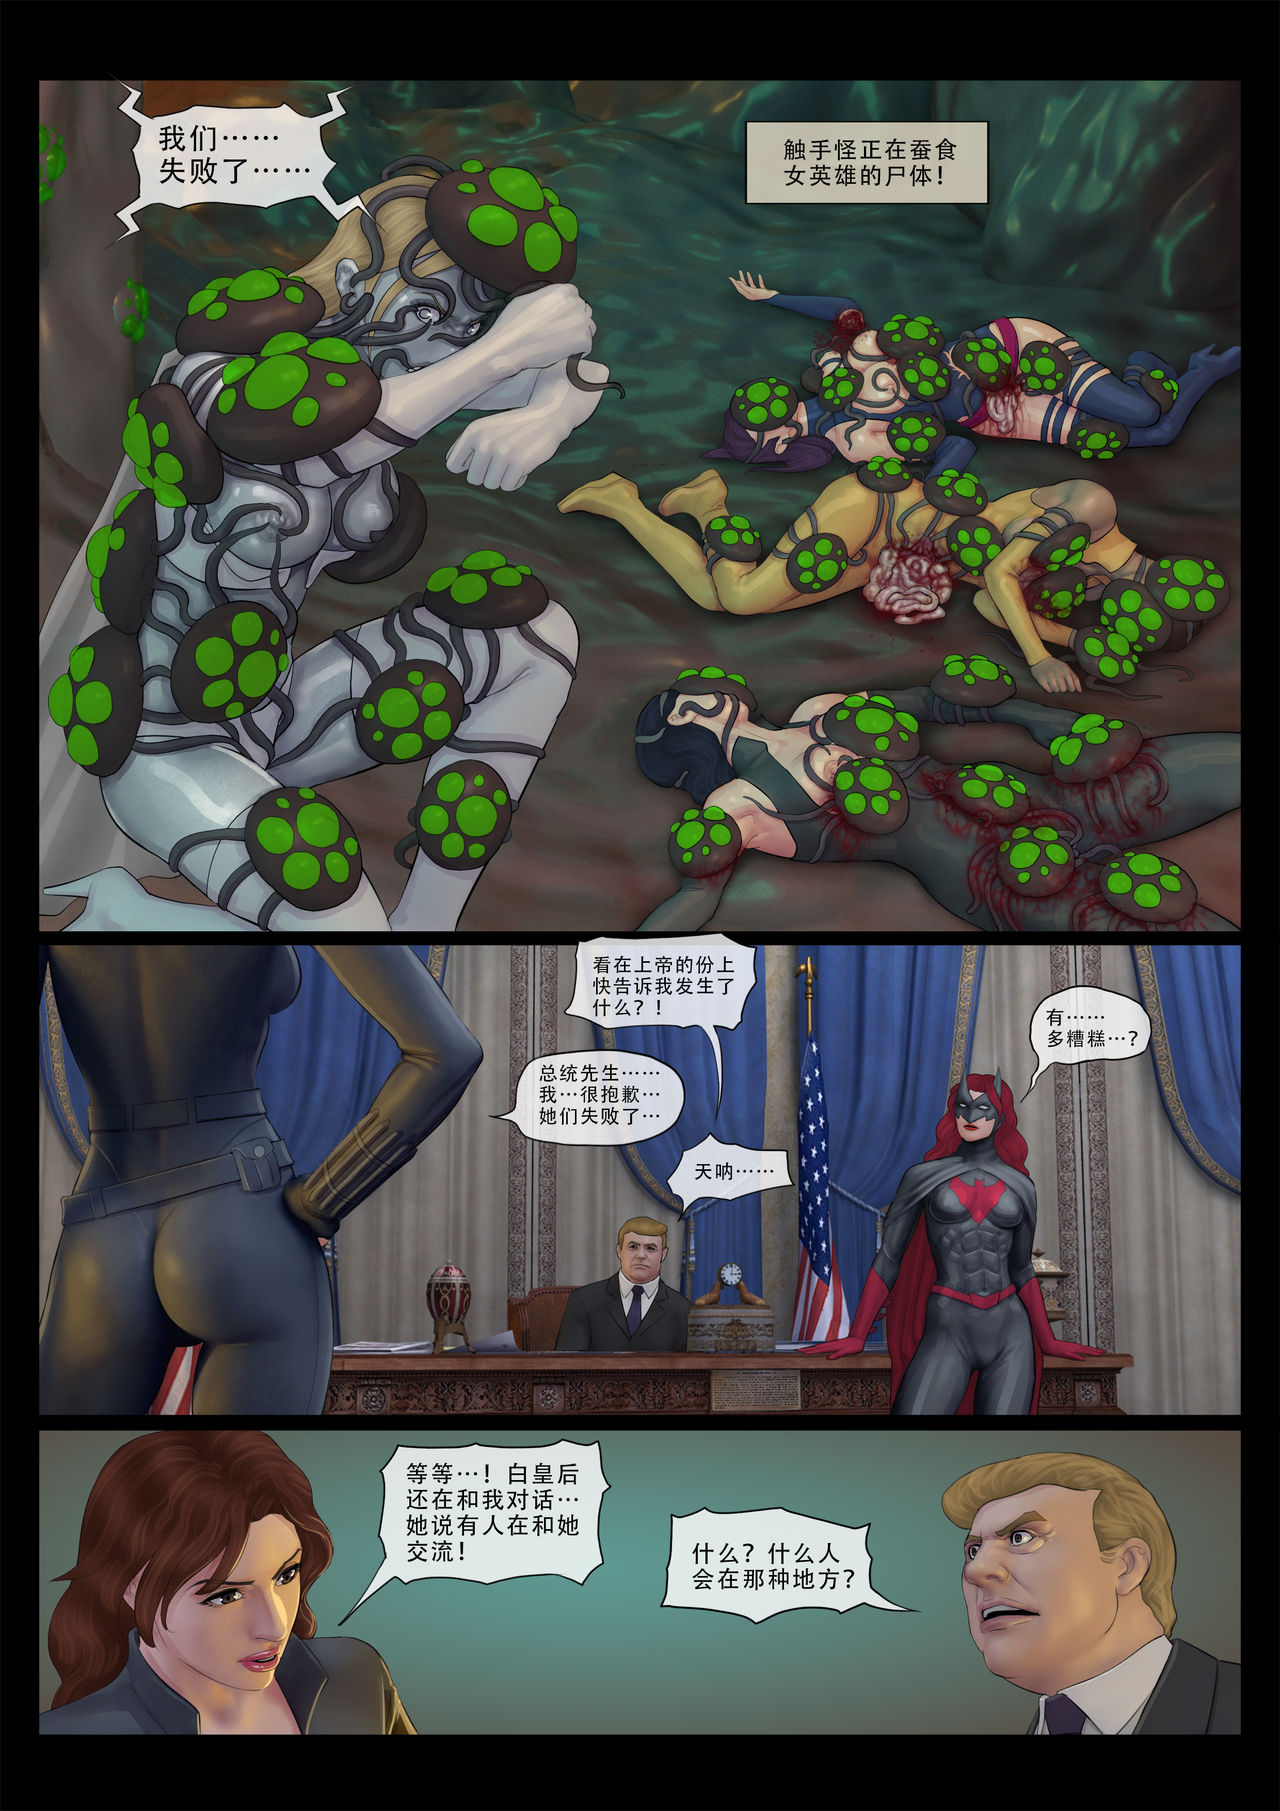 我们……
失败了……
触手怪正在蚕食
女英雄的尸体！
看在上帝的份上
快告诉我发生了
什么？！
总统先生……
我…很抱歉…
她们失败了…
天呐……
有……
多糟糕…？
等等…！白皇后
还在和我对话…
她说有人在和她
交流！
什么？什么人
会在那种地方？